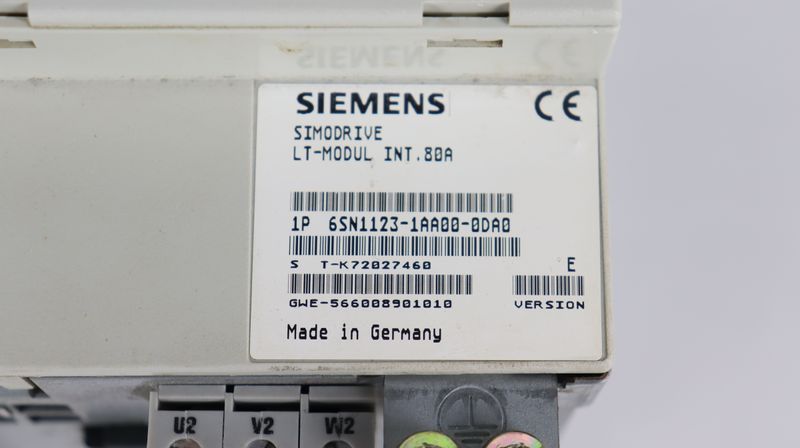 SIEMENS CE
SIMODRIVE
LT-MODUL INT.80A
1P 6SN1123-1AA00-0DA0
S T-K72027460 E
GWE-566008901010 VERSION
Made in Germany
U2 V2 W2